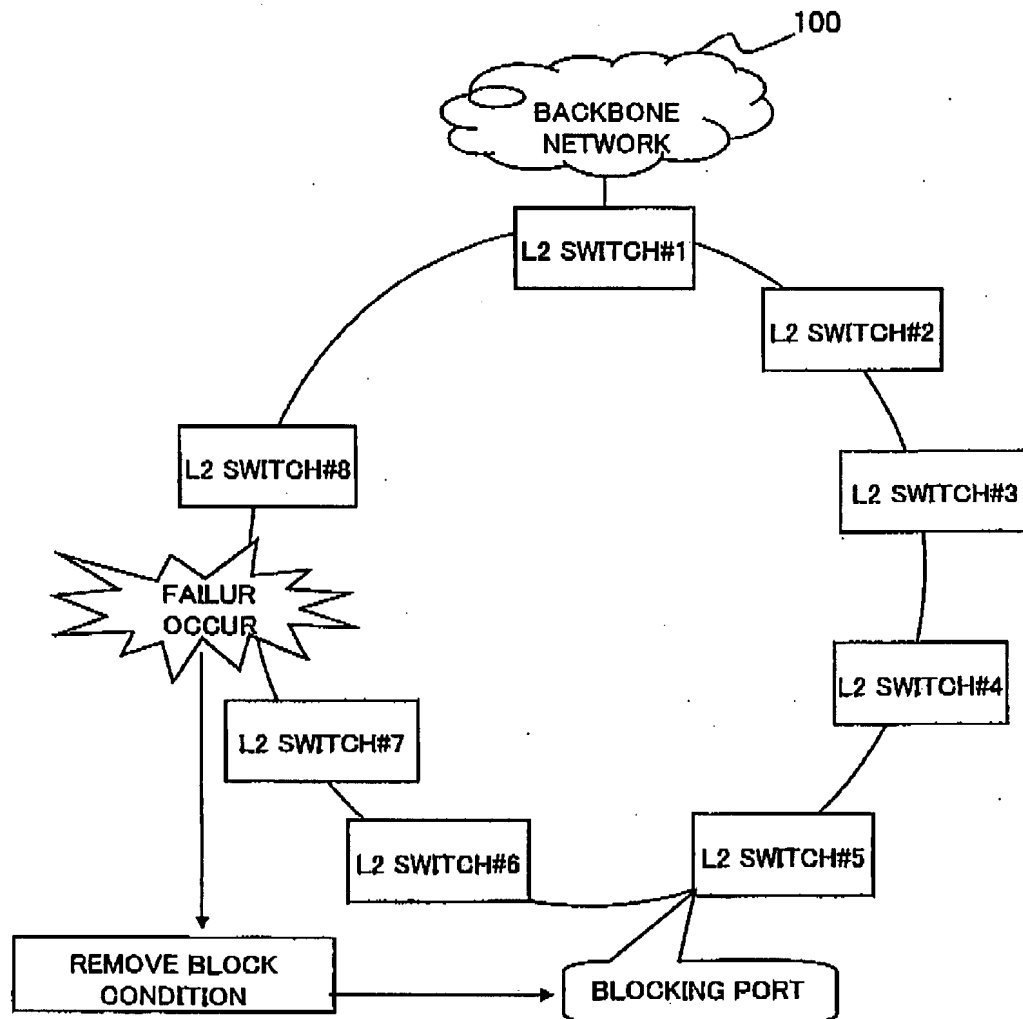 100
BACKBONE
NETWORK
L2 SWITCH#1
L2 SWITCH#2
L2 SWITCH#8
L2 SWITCH#3
FAILUR
OCCUR
L2 SWITCH#4
L2 SWITCH#7
L2 SWITCH#6
L2 SWITCH#5
REMOVE BLOCK
CONDITION
BLOCKING PORT